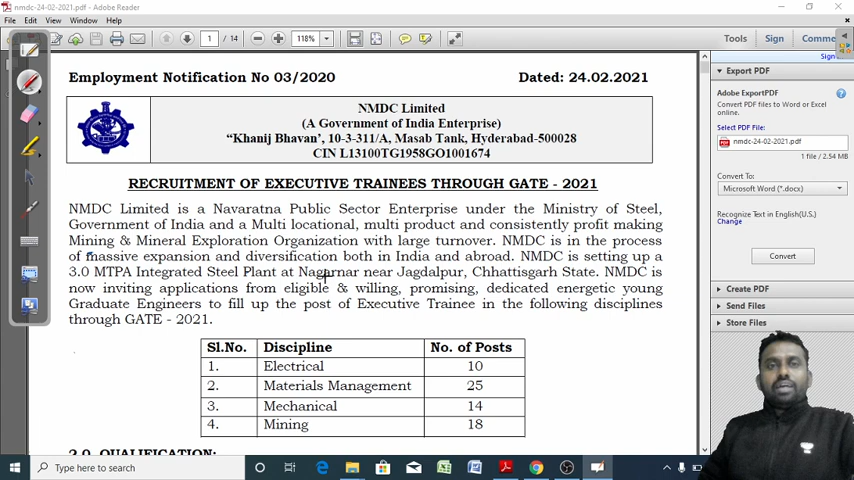 nmdc-24-02-2021.pdf - Adobe Reader
File Edit View Window Help
1 / 14 118% Tools Sign Comme
Sign
Employment Notification No 03/2020 Dated: 24.02.2021
NMDC Limited
(A Government of India Enterprise)
“Khanij Bhavan’, 10-3-311/A, Masab Tank, Hyderabad-500028
CIN L13100TG1958GO1001674
RECRUITMENT OF EXECUTIVE TRAINEES THROUGH GATE - 2021
NMDC Limited is a Navaratna Public Sector Enterprise under the Ministry of Steel,
Government of India and a Multi locational, multi product and consistently profit making
Mining & Mineral Exploration Organization with large turnover. NMDC is in the process
of massive expansion and diversification both in India and abroad. NMDC is setting up a
3.0 MTPA Integrated Steel Plant at Nagarnar near Jagdalpur, Chhattisgarh State. NMDC is
now inviting applications from eligible & willing, promising, dedicated energetic young
Graduate Engineers to fill up the post of Executive Trainee in the following disciplines
through GATE - 2021.
Sl.No. Discipline No. of Posts
1. Electrical 10
2. Materials Management 25
3. Mechanical 14
4. Mining 18
2.0 QUALIFICATION:
Export PDF
Adobe ExportPDF
Convert PDF files to Word or Excel
online.
Select PDF File:
nmdc-24-02-2021.pdf
1 file / 2.54 MB
Convert To:
Microsoft Word (*.docx)
Recognize Text in English(U.S.)
Change
Convert
Create PDF
Send Files
Store Files
Type here to search